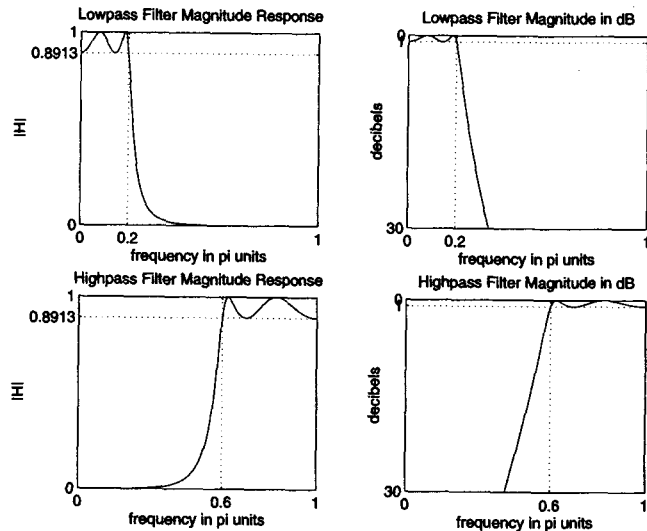 Lowpass Filter Magnitude Response
1
0.8913
|H|
0
0
0.2
1
frequency in pi units
Lowpass Filter Magnitude in dB
0
1
decibels
30
0
0.2
1
frequency in pi units
Highpass Filter Magnitude Response
1
0.8913
|H|
0
0
0.6
1
frequency in pi units
Highpass Filter Magnitude in dB
0
1
decibels
30
0
0.6
1
frequency in pi units